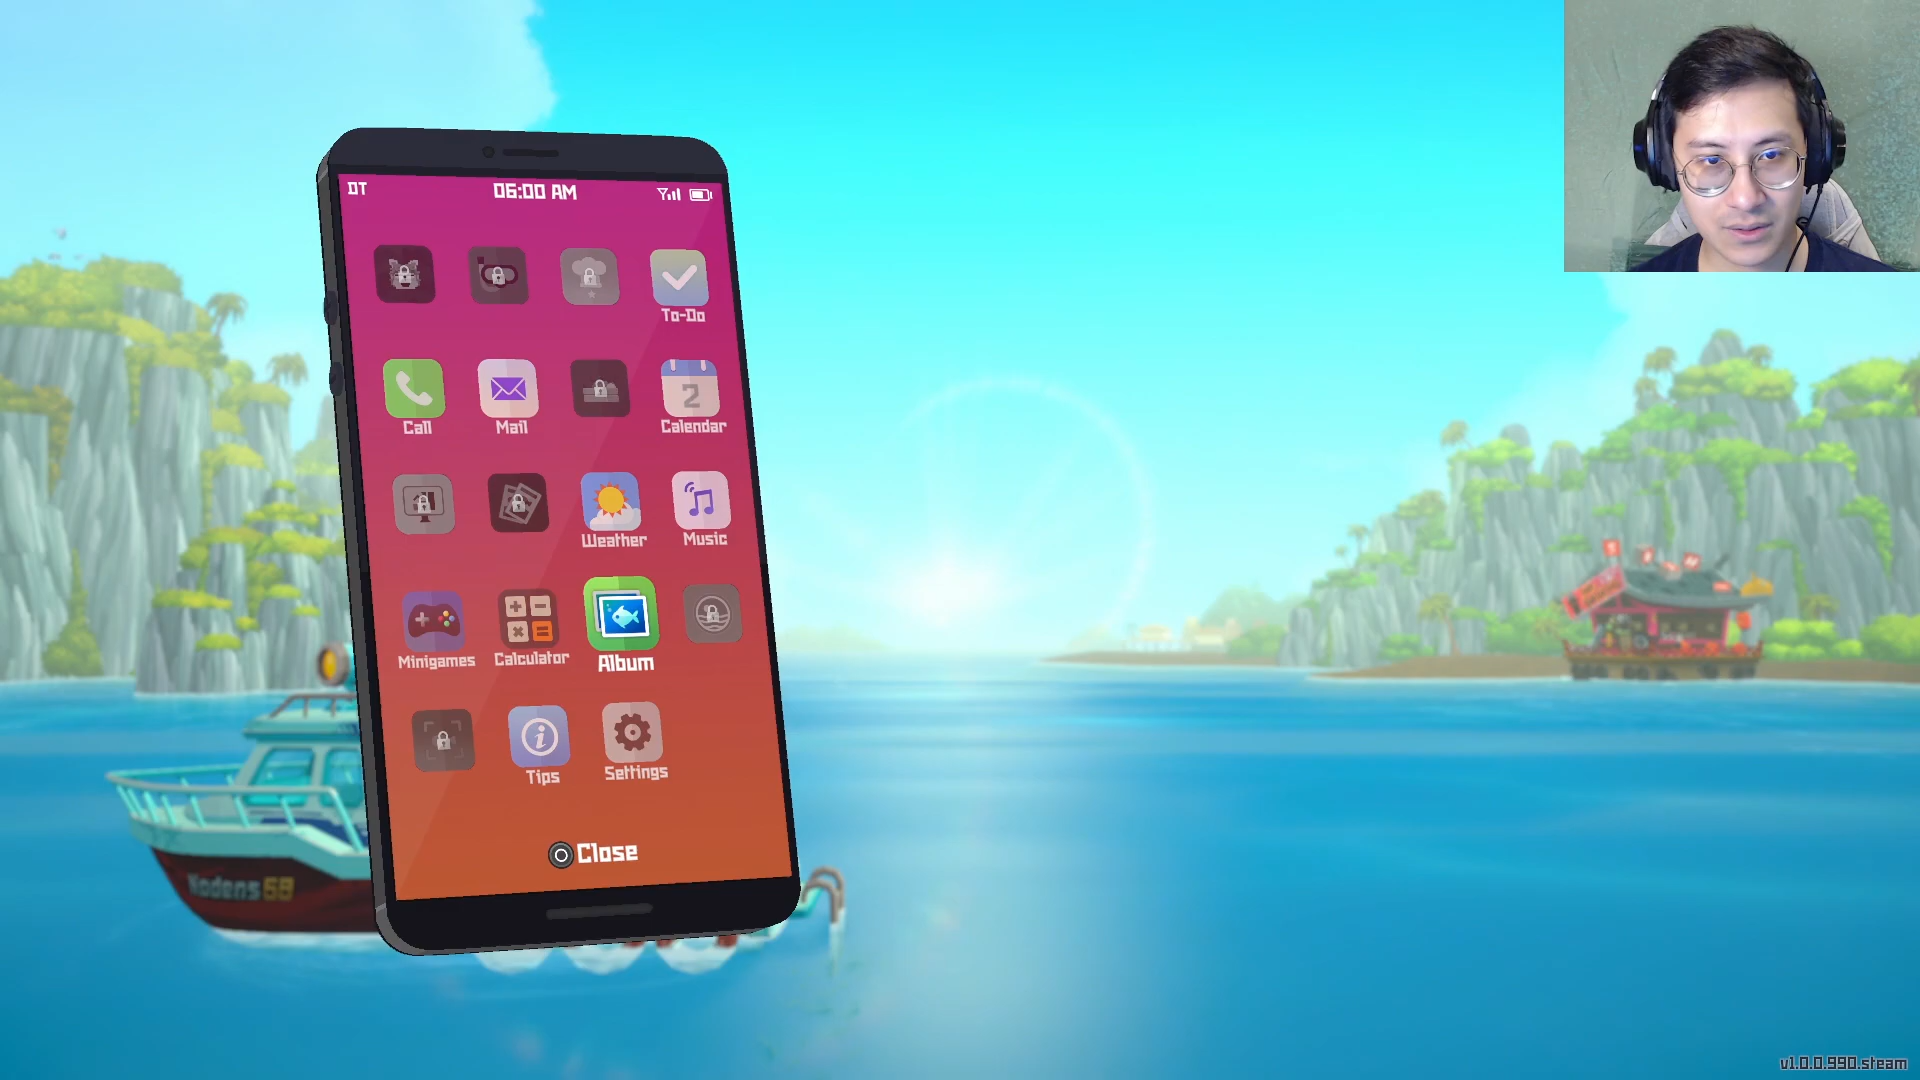 DT
06:00 AM
To-Do
Call
Mail
2
Calendar
Weather
Music
Minigames
Calculator
Album
Tips
Settings
Close
Nodens 68
v1.0.0.990.steam